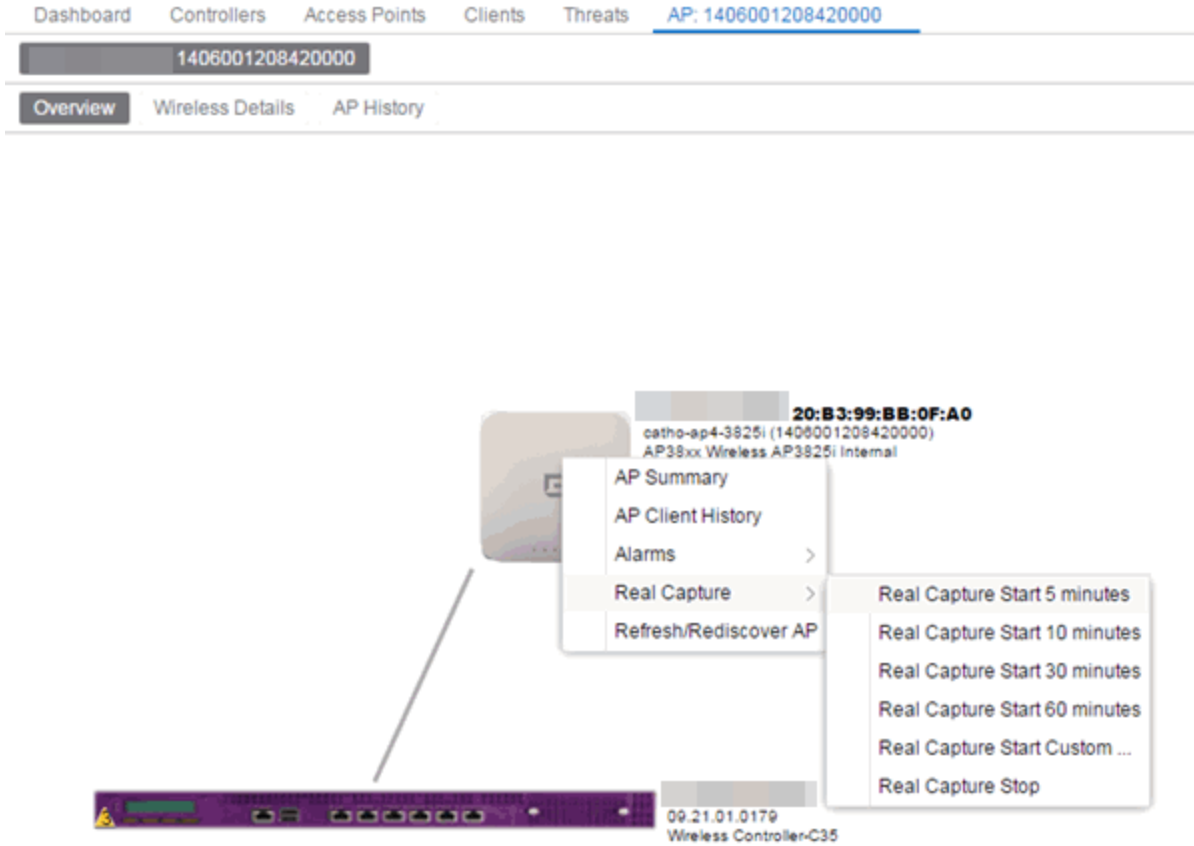 Dashboard Controllers Access Points Clients Threats AP: 1406001208420000
1406001208420000
Overview Wireless Details AP History
20:B3:99:BB:0F:A0
catho-ap4-3825i (1406001208420000)
AP38xx Wireless AP3825i Internal
AP Summary
AP Client History
Alarms
Real Capture
Refresh/Rediscover AP
Real Capture Start 5 minutes
Real Capture Start 10 minutes
Real Capture Start 30 minutes
Real Capture Start 60 minutes
Real Capture Start Custom ...
Real Capture Stop
09.21.01.0179
Wireless Controller-C35